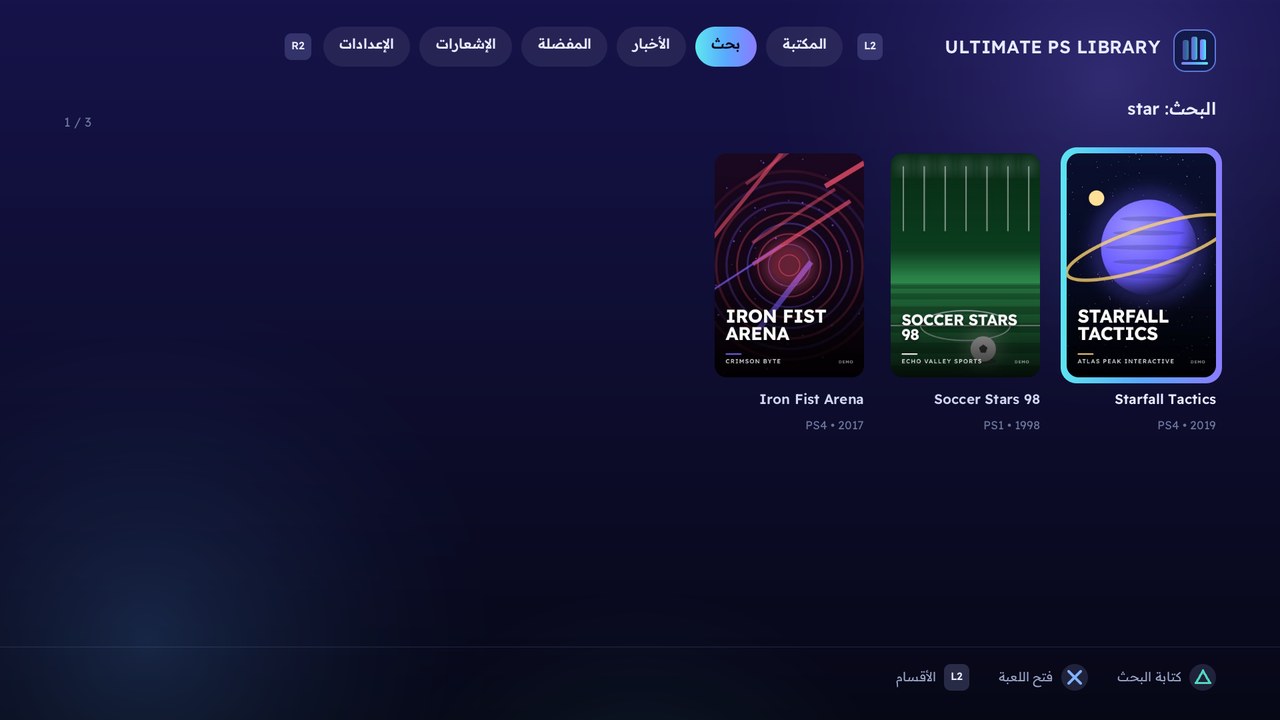 ULTIMATE PS LIBRARY
L2
المكتبة
بحث
الأخبار
المفضلة
الإشعارات
الإعدادات
R2
البحث: star
1 / 3
STARFALL
TACTICS
ATLAS PEAK INTERACTIVE
DEMO
Starfall Tactics
PS4 • 2019
SOCCER STARS
98
ECHO VALLEY SPORTS
DEMO
Soccer Stars 98
PS1 • 1998
IRON FIST
ARENA
CRIMSON BYTE
DEMO
Iron Fist Arena
PS4 • 2017
كتابة البحث
فتح اللعبة
L2 الأقسام